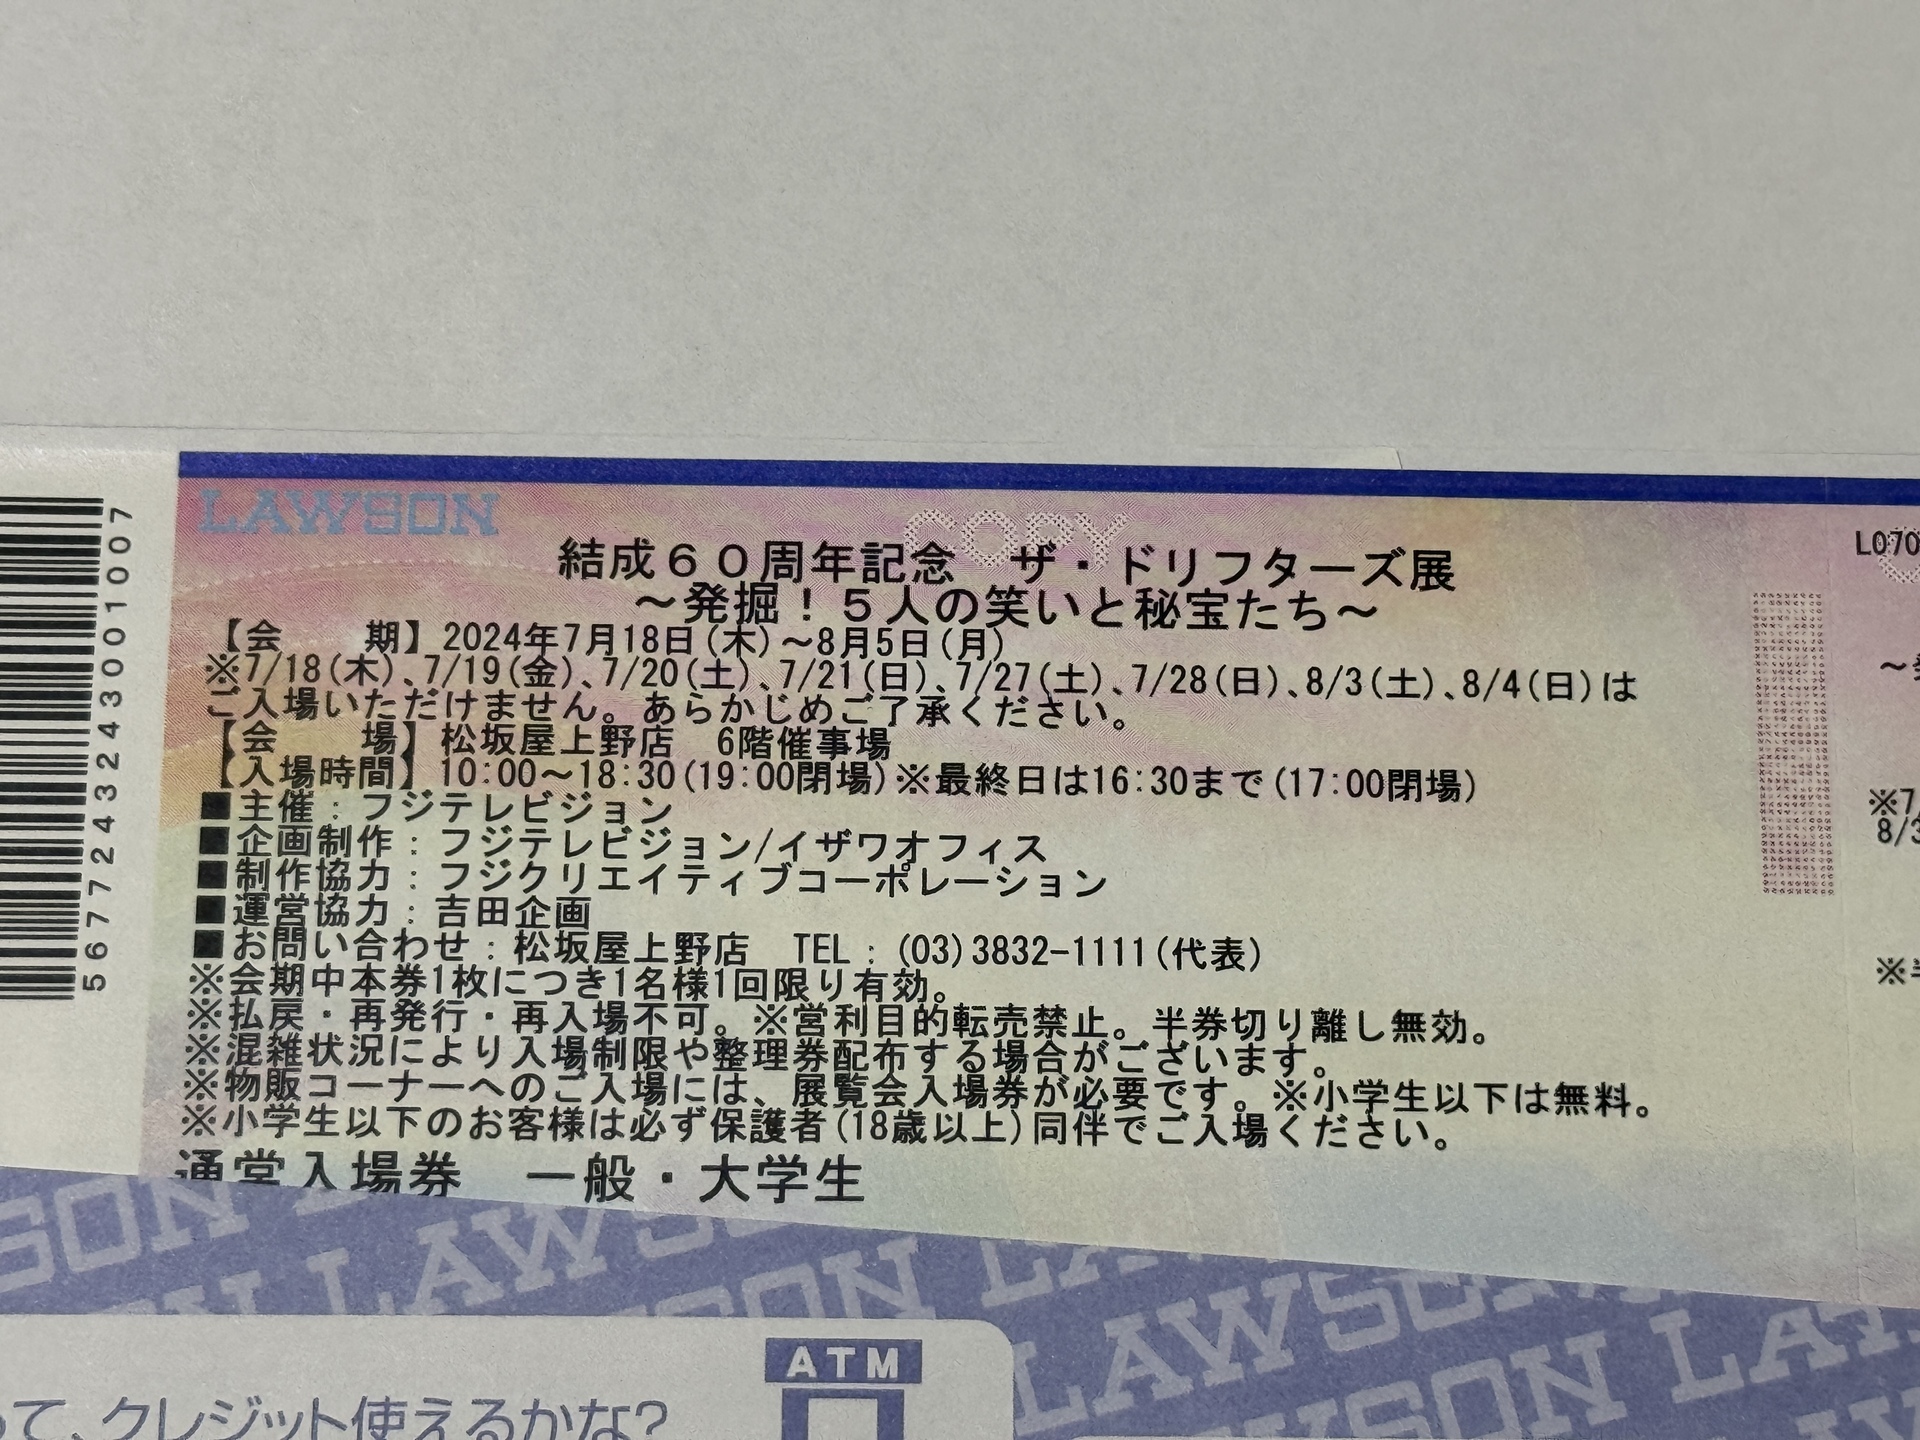 LAWSON
COPY
結成６０周年記念　ザ・ドリフターズ展
～発掘！５人の笑いと秘宝たち～
【会　　期】2024年7月18日(木)～8月5日(月)
※7/18(木)、7/19(金)、7/20(土)、7/21(日)、7/27(土)、7/28(日)、8/3(土)、8/4(日)は
ご入場いただけません。あらかじめご了承ください。
【会　　場】松坂屋上野店　6階催事場
【入場時間】10:00～18:30(19:00閉場)※最終日は16:30まで(17:00閉場)
■主催：フジテレビジョン
■企画制作：フジテレビジョン/イザワオフィス
■制作協力：フジクリエイティブコーポレーション
■運営協力：吉田企画
■お問い合わせ：松坂屋上野店　TEL：(03)3832-1111(代表)
※会期中本券1枚につき1名様1回限り有効。
※払戻・再発行・再入場不可。※営利目的転売禁止。半券切り離し無効。
※混雑状況により入場制限や整理券配布する場合がございます。
※物販コーナーへのご入場には、展覧会入場券が必要です。※小学生以下は無料。
※小学生以下のお客様は必ず保護者(18歳以上)同伴でご入場ください。
通常入場券　一般・大学生
5677243243001007
L070
※7
8/3
LAWSON
ATM
って、クレジット使えるかな?